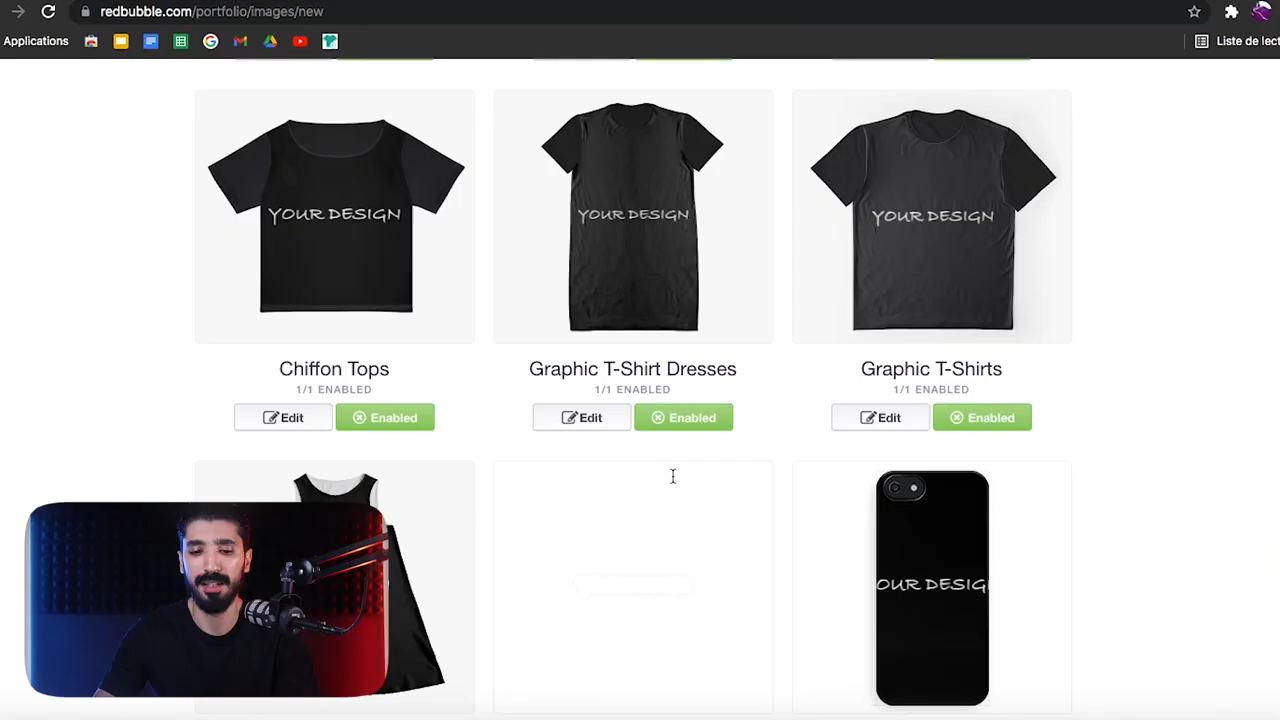 redbubble.com/portfolio/images/new
Applications
Liste de lect
YOUR DESIGN
YOUR DESIGN
YOUR DESIGN
Chiffon Tops
Graphic T-Shirt Dresses
Graphic T-Shirts
1/1 ENABLED
1/1 ENABLED
1/1 ENABLED
Edit
Enabled
Edit
Enabled
Edit
Enabled
OUR DESIG